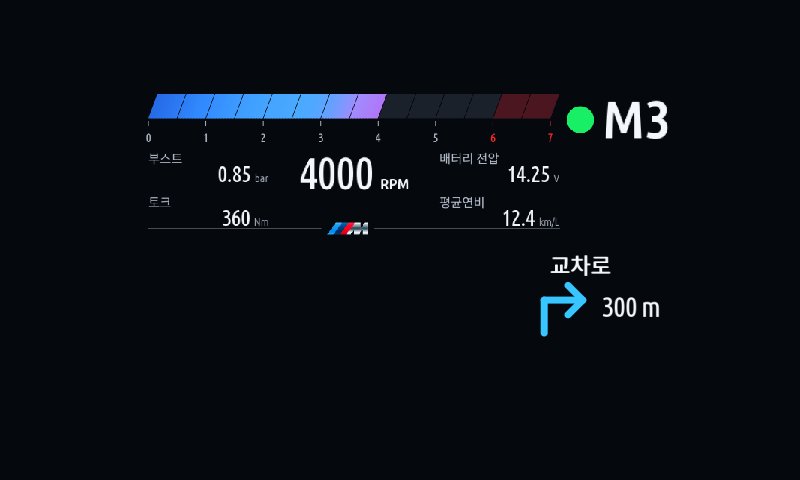 0 1 2 3 4 5 6 7
M3
부스트
0.85 bar
4000 RPM
배터리 전압
14.25 V
토크
360 Nm
평균연비
12.4 km/L
M
교차로
300 m